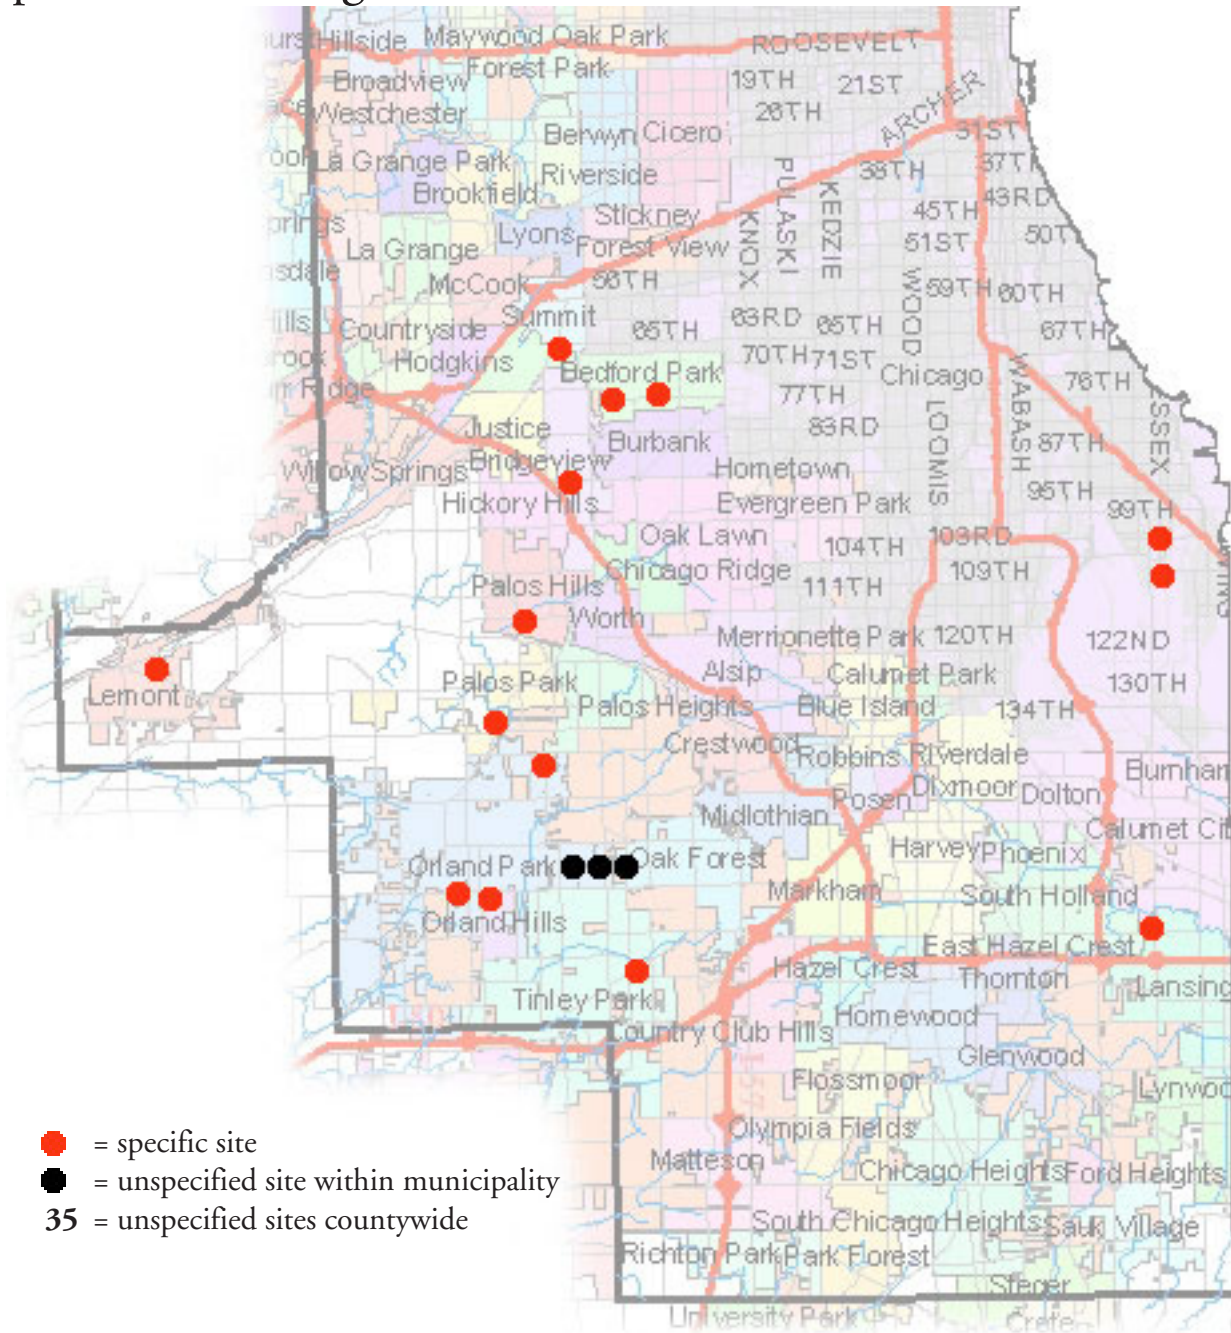 Hillside Maywood Oak Park ROOSEVELT
Forest Park 19TH 21ST
Broadview
Westchester 26TH ARCHER
Berwyn Cicero 31ST
La Grange Park 38TH 37TH
Brookfield Riverside PULASKI KEDZIE 43RD
Stickney 45TH
Lyons KNOX 51ST 50TH
La Grange Forest View
McCook 56TH WOOD 59TH 60TH
Summit 63RD 65TH
Countryside 65TH 67TH
Hodgkins 70TH 71ST WABASH
Bedford Park Chicago 76TH
77TH ESSEX
Justice 83RD LOOMIS
Burbank 87TH
Willow Springs Bridgeview Hometown
95TH
Hickory Hills Evergreen Park 99TH
Oak Lawn 104TH 103RD
Chicago Ridge 109TH
Palos Hills 111TH
Worth
Merrionette Park 120TH 122ND
Alsip Calumet Park
Lemont Palos Park 130TH
Palos Heights Blue Island 134TH
Crestwood Robbins Riverdale
Burnham
Posen Dixmoor Dolton
Midlothian
Calumet Cit
Harvey Phoenix
Orland Park Oak Forest
Markham South Holland
Orland Hills
East Hazel Crest
Hazel Crest Thornton
Lansing
Tinley Park
Homewood
Country Club Hills
Glenwood
Flossmoor
Lynwoo
Olympia Fields
Matteson Chicago Heights Ford Heights
South Chicago Heights Sauk Village
Richton Park Park Forest
Steger
University Park Crete
= specific site
= unspecified site within municipality
35 = unspecified sites countywide